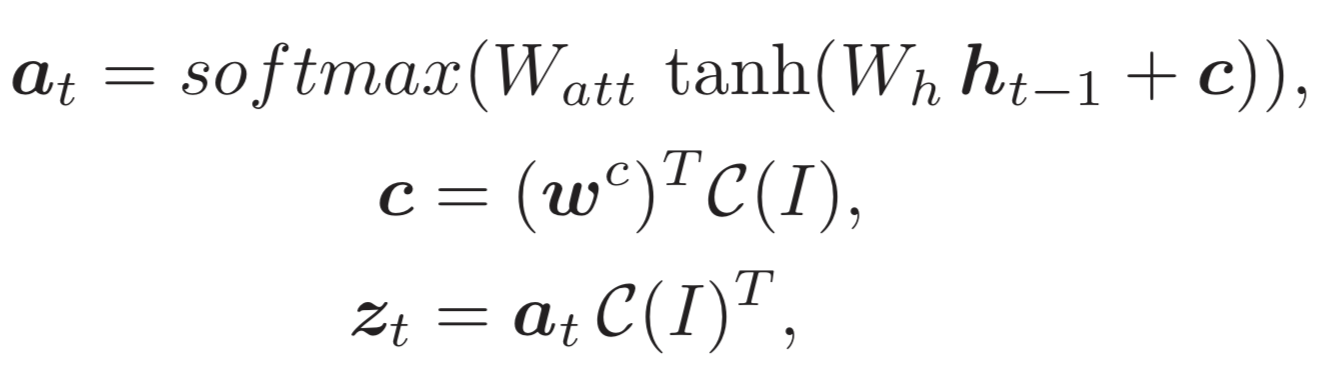 𝒂_t = softmax(W_att tanh(W_h 𝒉_{t−1} + 𝒄)),
𝒄 = (𝒘^c)^T 𝒞(I),
𝒛_t = 𝒂_t 𝒞(I)^T,